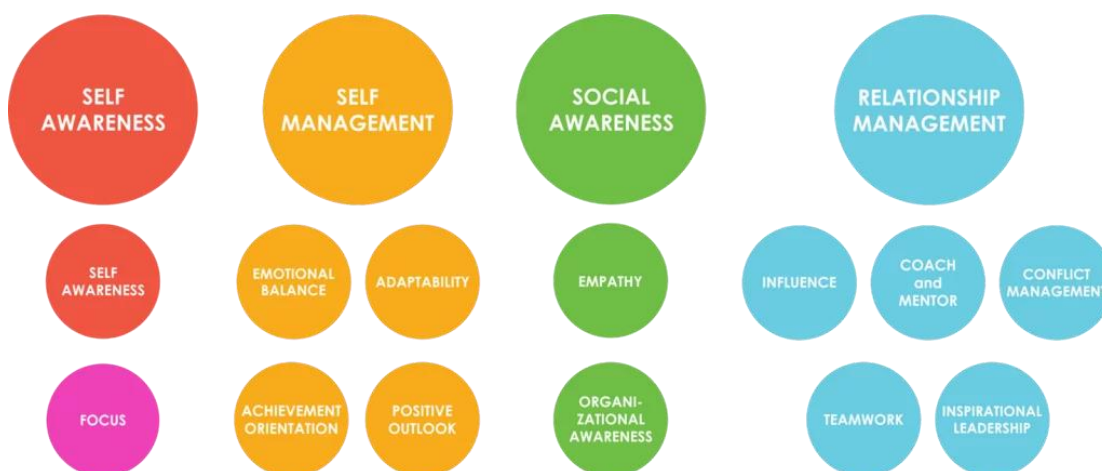 SELF
AWARENESS
SELF
MANAGEMENT
SOCIAL
AWARENESS
RELATIONSHIP
MANAGEMENT
SELF
AWARENESS
EMOTIONAL
BALANCE
ADAPTABILITY
EMPATHY
INFLUENCE
COACH
and
MENTOR
CONFLICT
MANAGEMENT
FOCUS
ACHIEVEMENT
ORIENTATION
POSITIVE
OUTLOOK
ORGANI-
ZATIONAL
AWARENESS
TEAMWORK
INSPIRATIONAL
LEADERSHIP